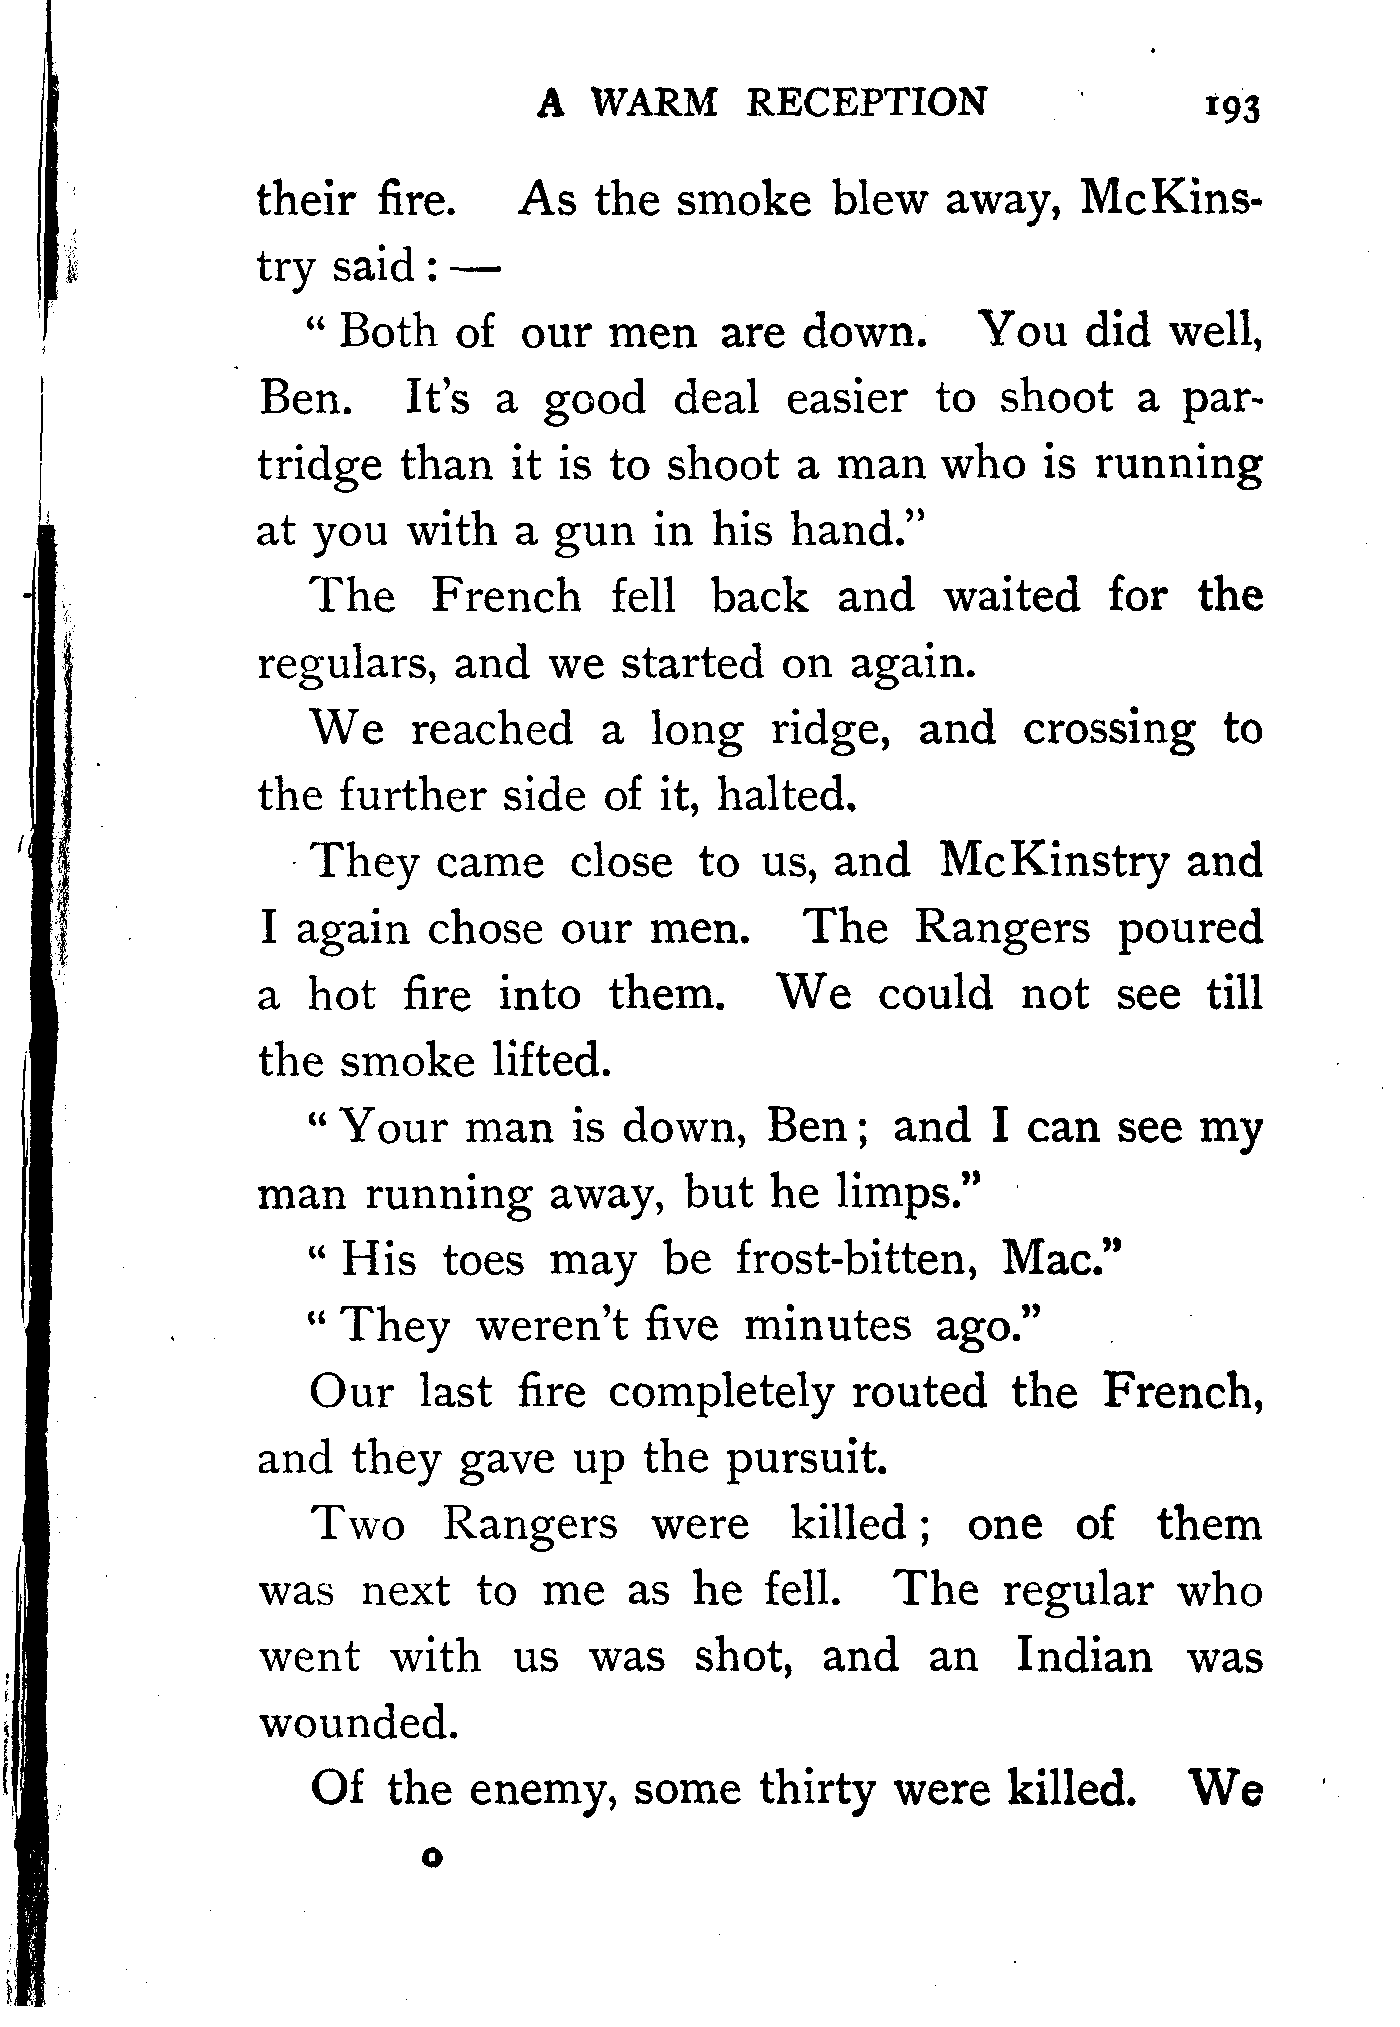 A WARM RECEPTION 193
their fire. As the smoke blew away, McKins-
try said: —
"Both of our men are down. You did well,
Ben. It's a good deal easier to shoot a par-
tridge than it is to shoot a man who is running
at you with a gun in his hand."
The French fell back and waited for the
regulars, and we started on again.
We reached a long ridge, and crossing to
the further side of it, halted.
They came close to us, and McKinstry and
I again chose our men. The Rangers poured
a hot fire into them. We could not see till
the smoke lifted.
"Your man is down, Ben; and I can see my
man running away, but he limps."
"His toes may be frost-bitten, Mac."
"They weren't five minutes ago."
Our last fire completely routed the French,
and they gave up the pursuit.
Two Rangers were killed; one of them
was next to me as he fell. The regular who
went with us was shot, and an Indian was
wounded.
Of the enemy, some thirty were killed. We
o